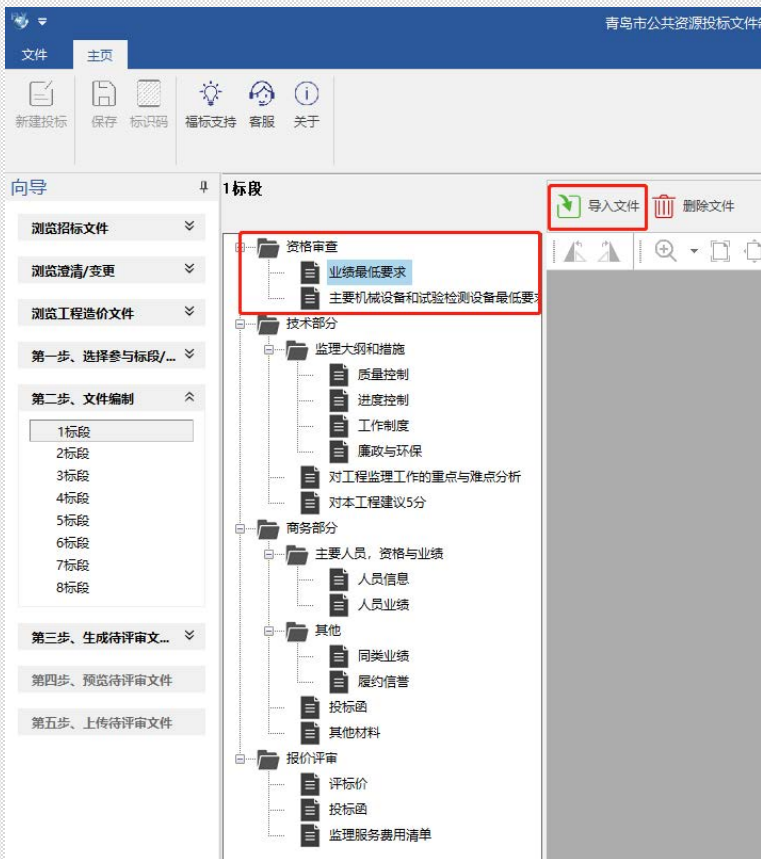 青岛市公共资源投标文件
文件 主页
新建投标 保存 标识码 福标支持 客服 关于
向导
浏览招标文件
浏览澄清/变更
浏览工程造价文件
第一步、选择参与标段/...
第二步、文件编制
1标段
2标段
3标段
4标段
5标段
6标段
7标段
8标段
第三步、生成待评审文...
第四步、预览待评审文件
第五步、上传待评审文件
1标段
导入文件 删除文件
资格审查
业绩最低要求
主要机械设备和试验检测设备最低要
技术部分
监理大纲和措施
质量控制
进度控制
工作制度
廉政与环保
对工程监理工作的重点与难点分析
对本工程建议5分
商务部分
主要人员，资格与业绩
人员信息
人员业绩
其他
同类业绩
履约信誉
投标函
其他材料
报价评审
评标价
投标函
监理服务费用清单